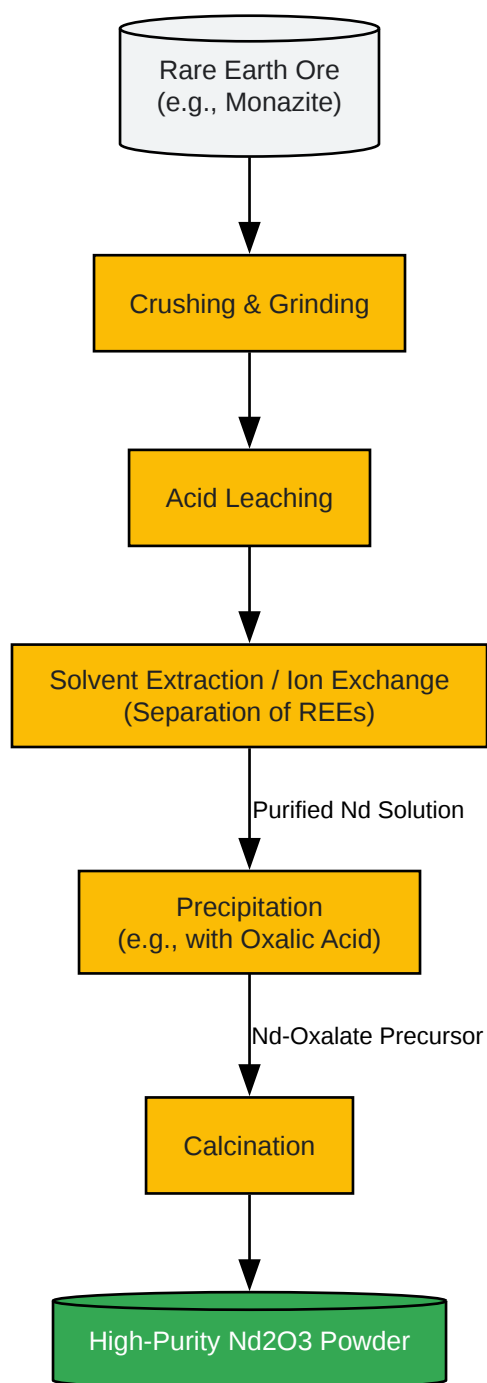 Rare Earth Ore
(e.g., Monazite)
Crushing & Grinding
Acid Leaching
Solvent Extraction / Ion Exchange
(Separation of REEs)
Purified Nd Solution
Precipitation
(e.g., with Oxalic Acid)
Nd-Oxalate Precursor
Calcination
High-Purity Nd2O3 Powder